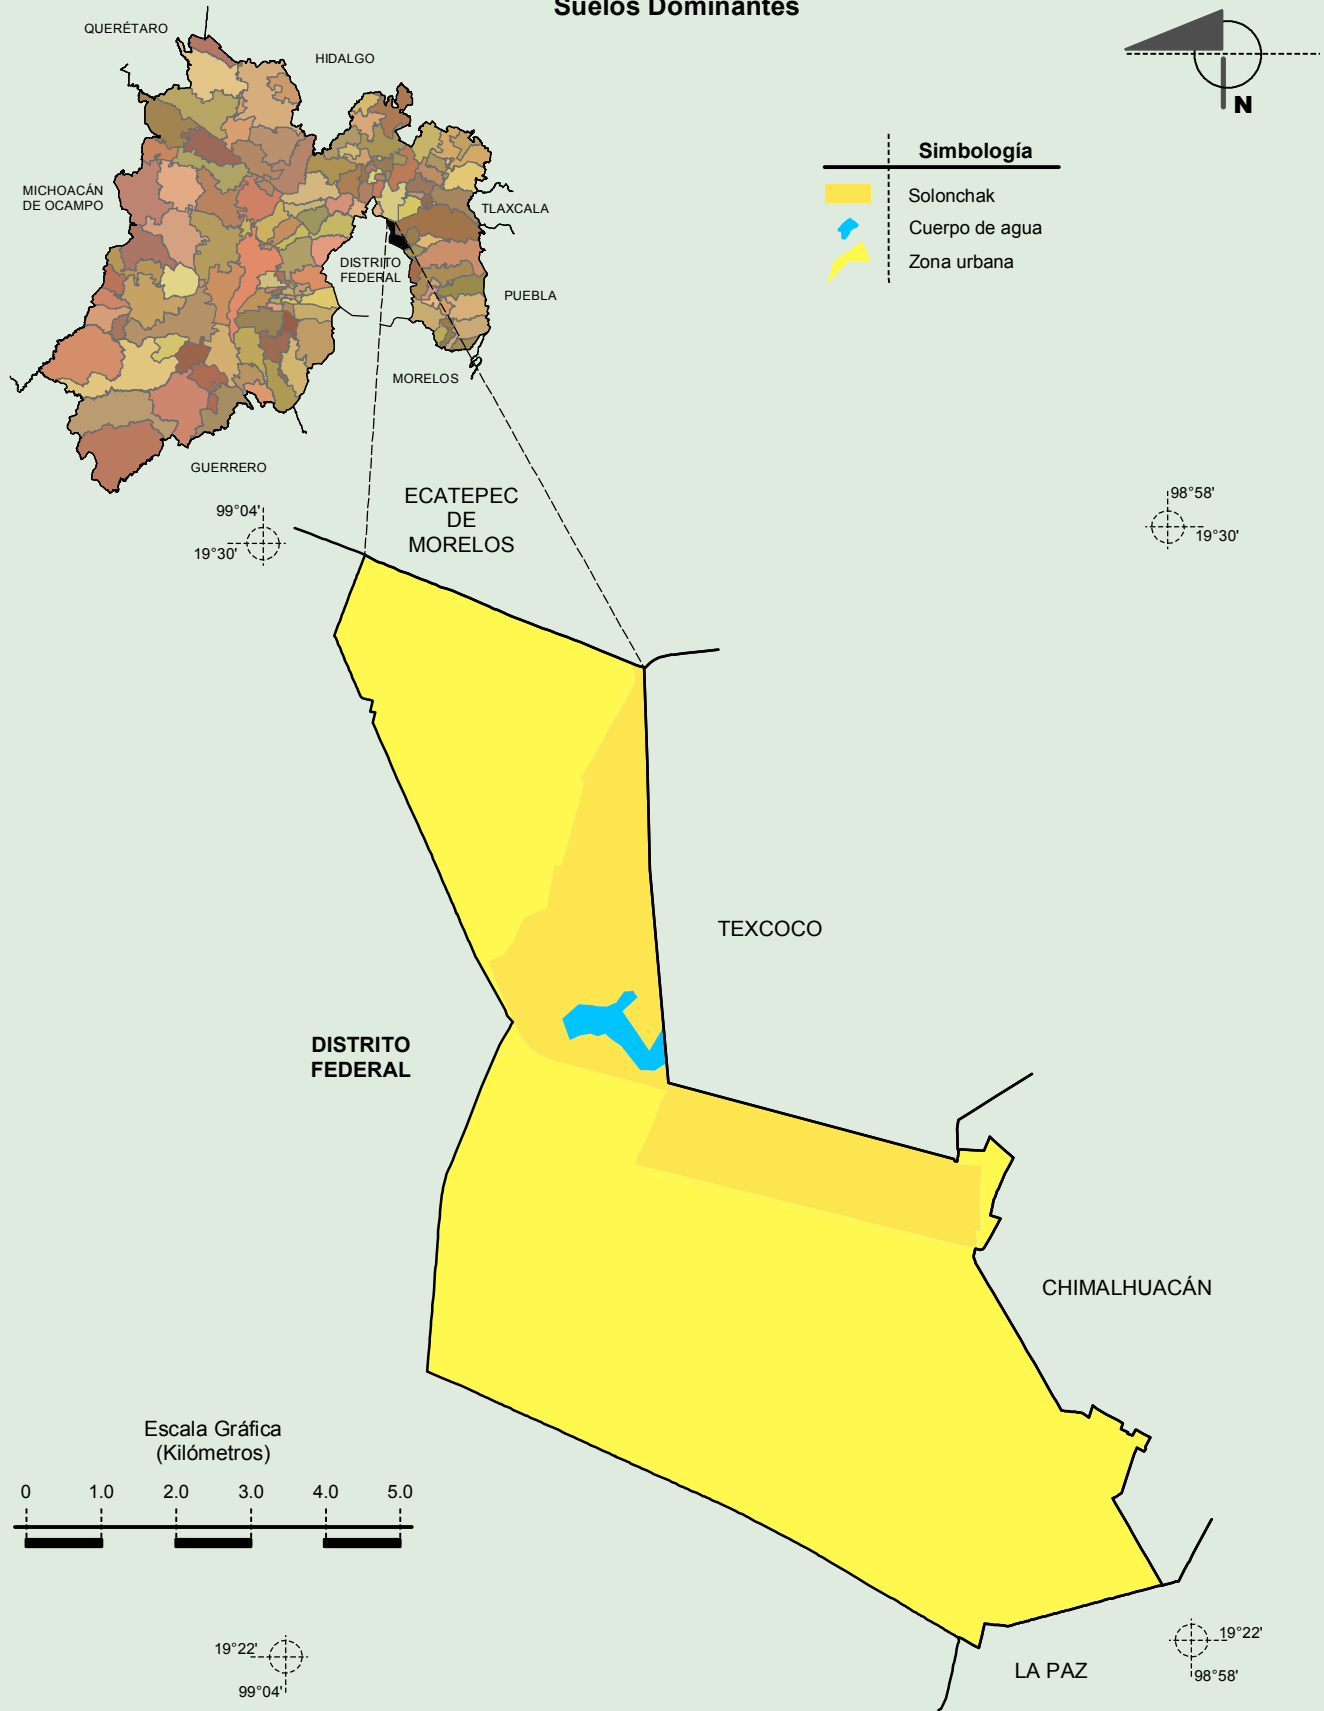 Suelos Dominantes
QUERÉTARO
HIDALGO
N
Simbología
MICHOACÁN
DE OCAMPO
TLAXCALA
Solonchak
Cuerpo de agua
Zona urbana
DISTRITO
FEDERAL
PUEBLA
MORELOS
GUERRERO
ECATEPEC
DE
MORELOS
99°04'
19°30'
98°58'
19°30'
TEXCOCO
DISTRITO
FEDERAL
CHIMALHUACÁN
Escala Gráfica
(Kilómetros)
0 1.0 2.0 3.0 4.0 5.0
19°22'
99°04'
19°22'
98°58'
LA PAZ